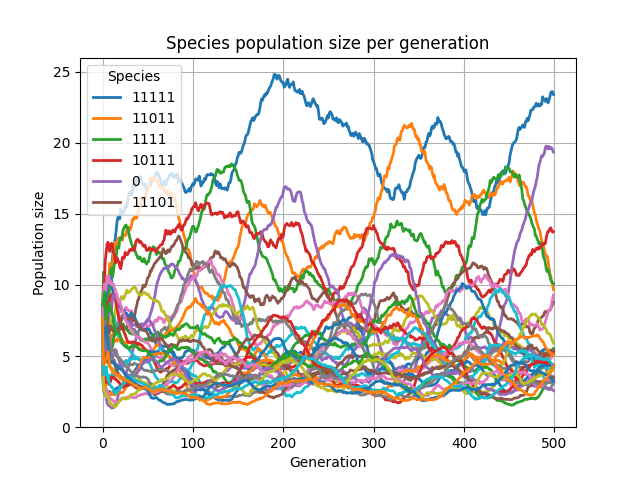 Species population size per generation
Species
11111
11011
1111
10111
0
11101
25
20
15
10
5
0
Population size
0 100 200 300 400 500
Generation